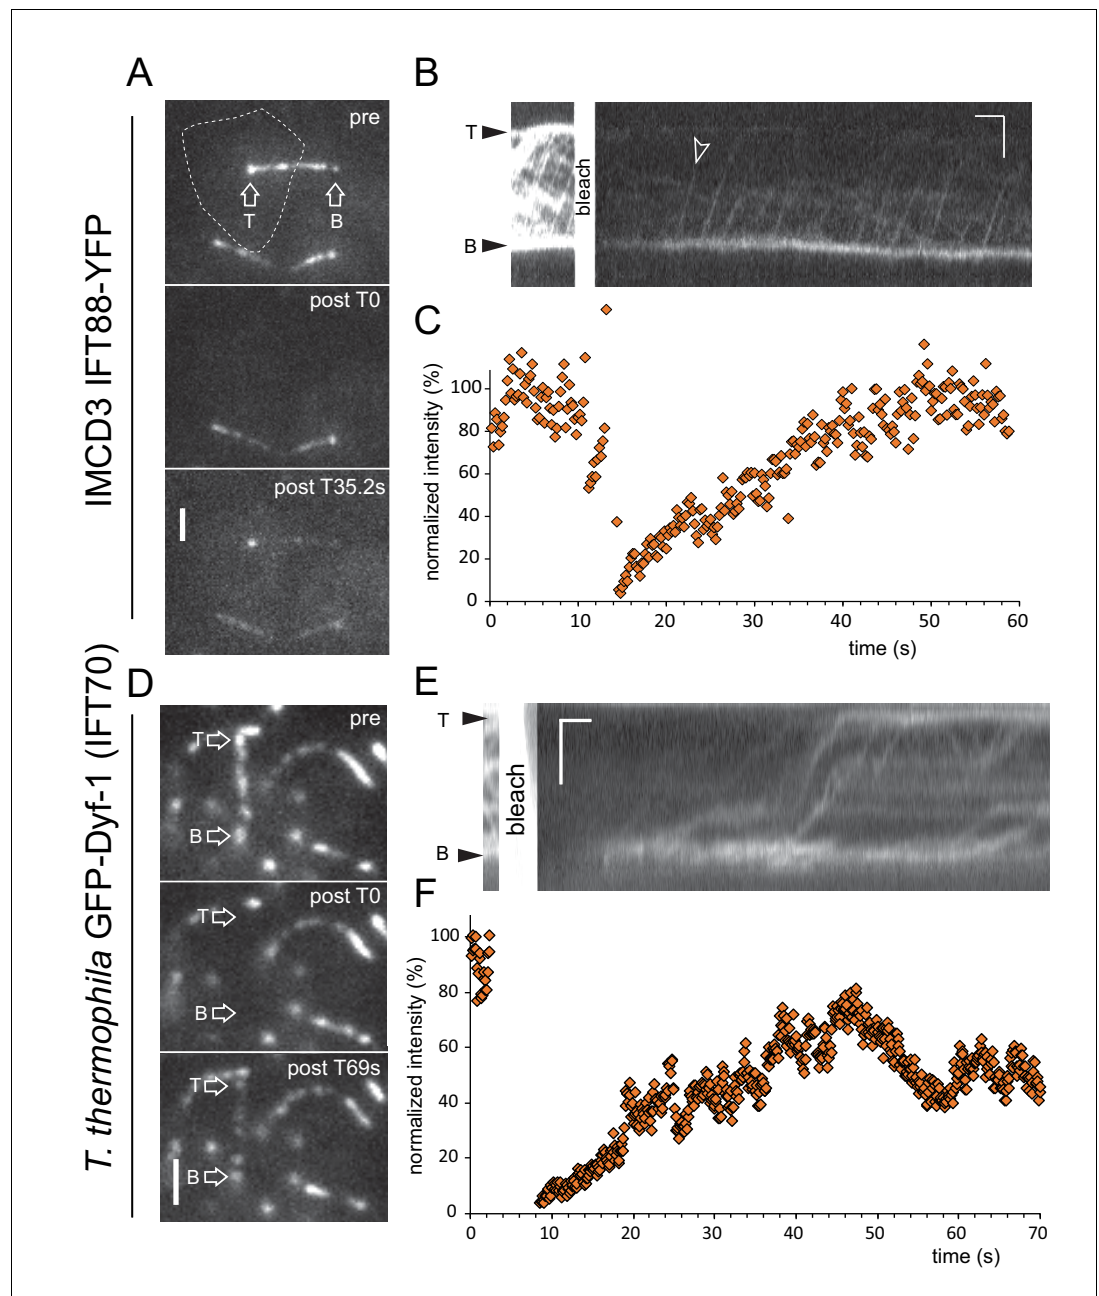 IMCD3 IFT88-YFP
A
pre
T
B
post T0
post T35.2s
B
T
B
bleach
C
normalized intensity (%)
100
80
60
40
20
0
0 10 20 30 40 50 60
time (s)
T. thermophila GFP-Dyf-1 (IFT70)
D
pre
T
B
post T0
T
B
post T69s
T
B
E
T
B
bleach
F
normalized intensity (%)
100
80
60
40
20
0
0 10 20 30 40 50 60 70
time (s)